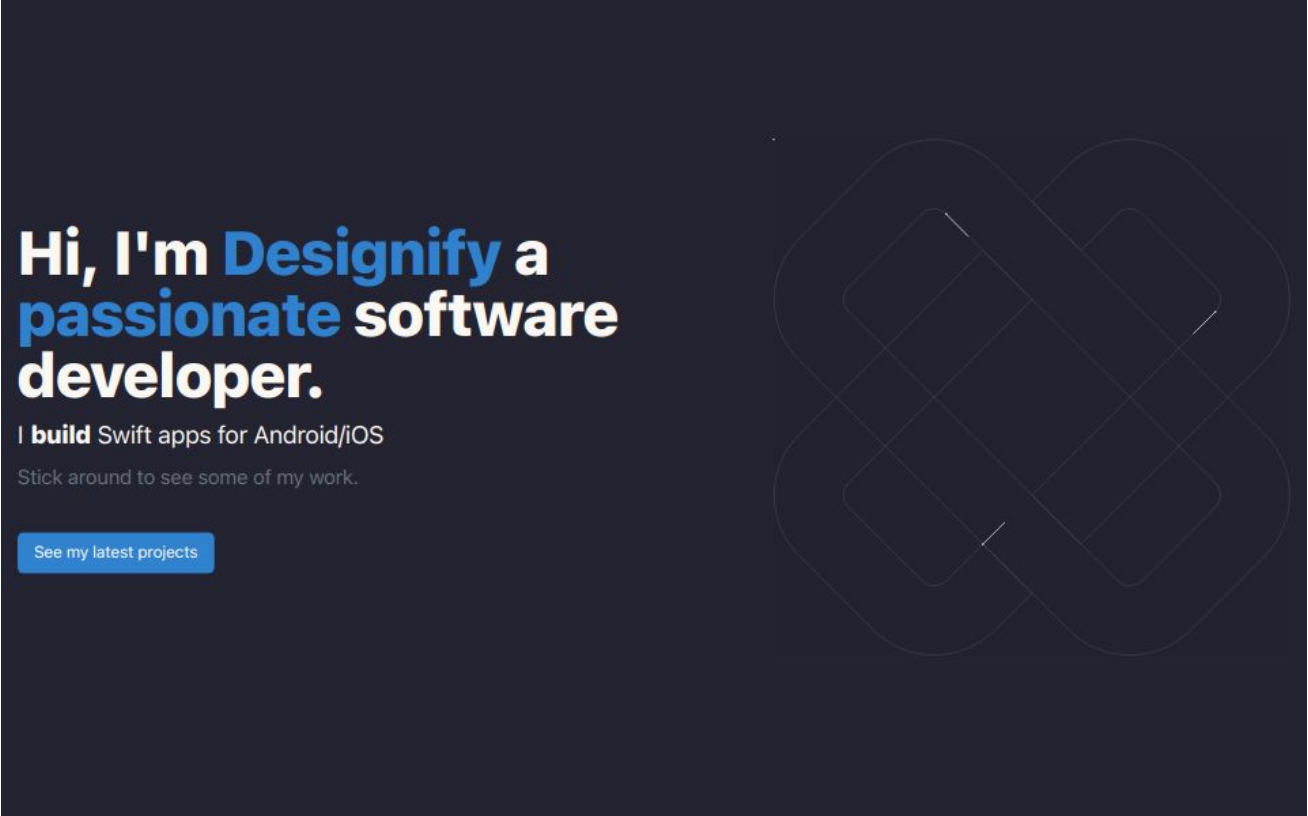 Hi, I'm Designify a
passionate software
developer.
I build Swift apps for Android/iOS
Stick around to see some of my work.
See my latest projects